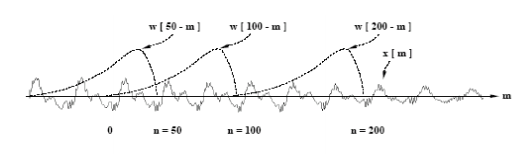 w [ 50 - m ] w [ 100 - m ] w [ 200 - m ]
x [ m ]
m
0 n = 50 n = 100 n = 200